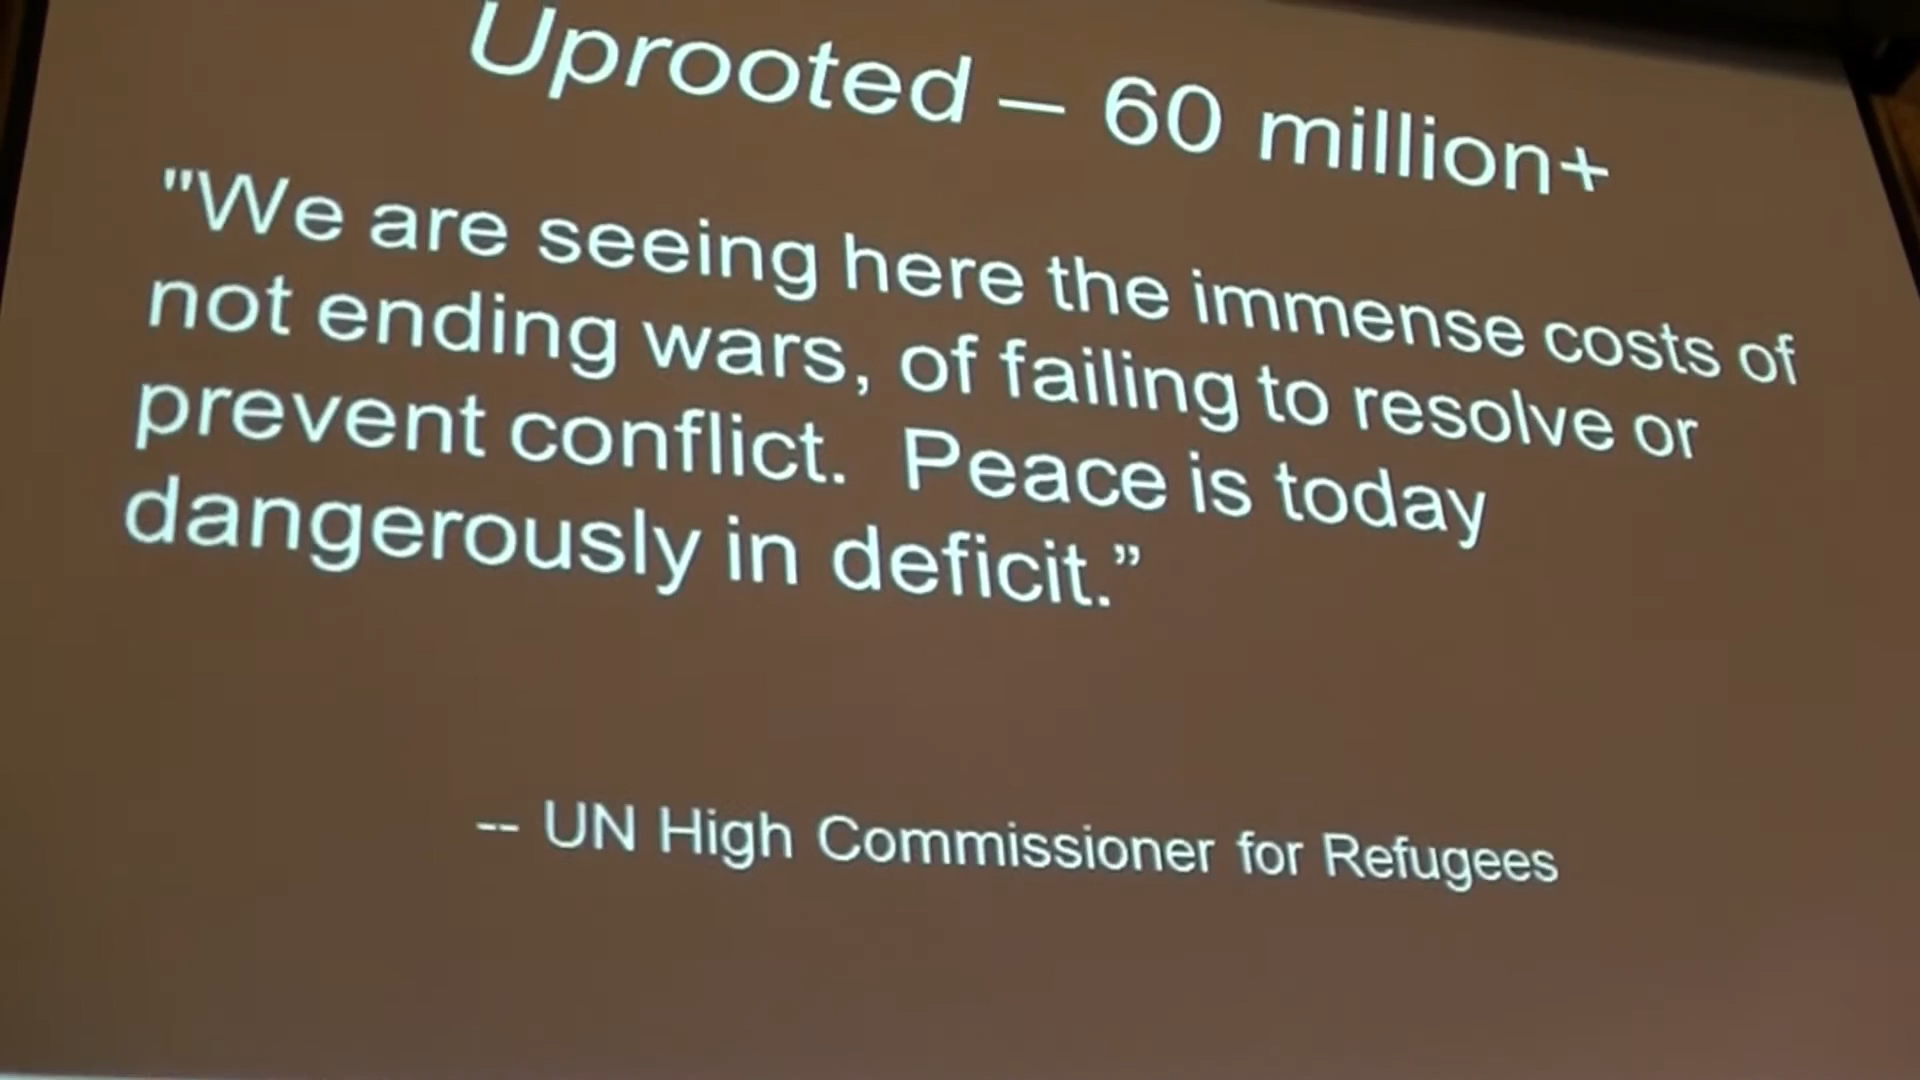 Uprooted – 60 million+
"We are seeing here the immense costs of
not ending wars, of failing to resolve or
prevent conflict.  Peace is today
dangerously in deficit.”
-- UN High Commissioner for Refugees